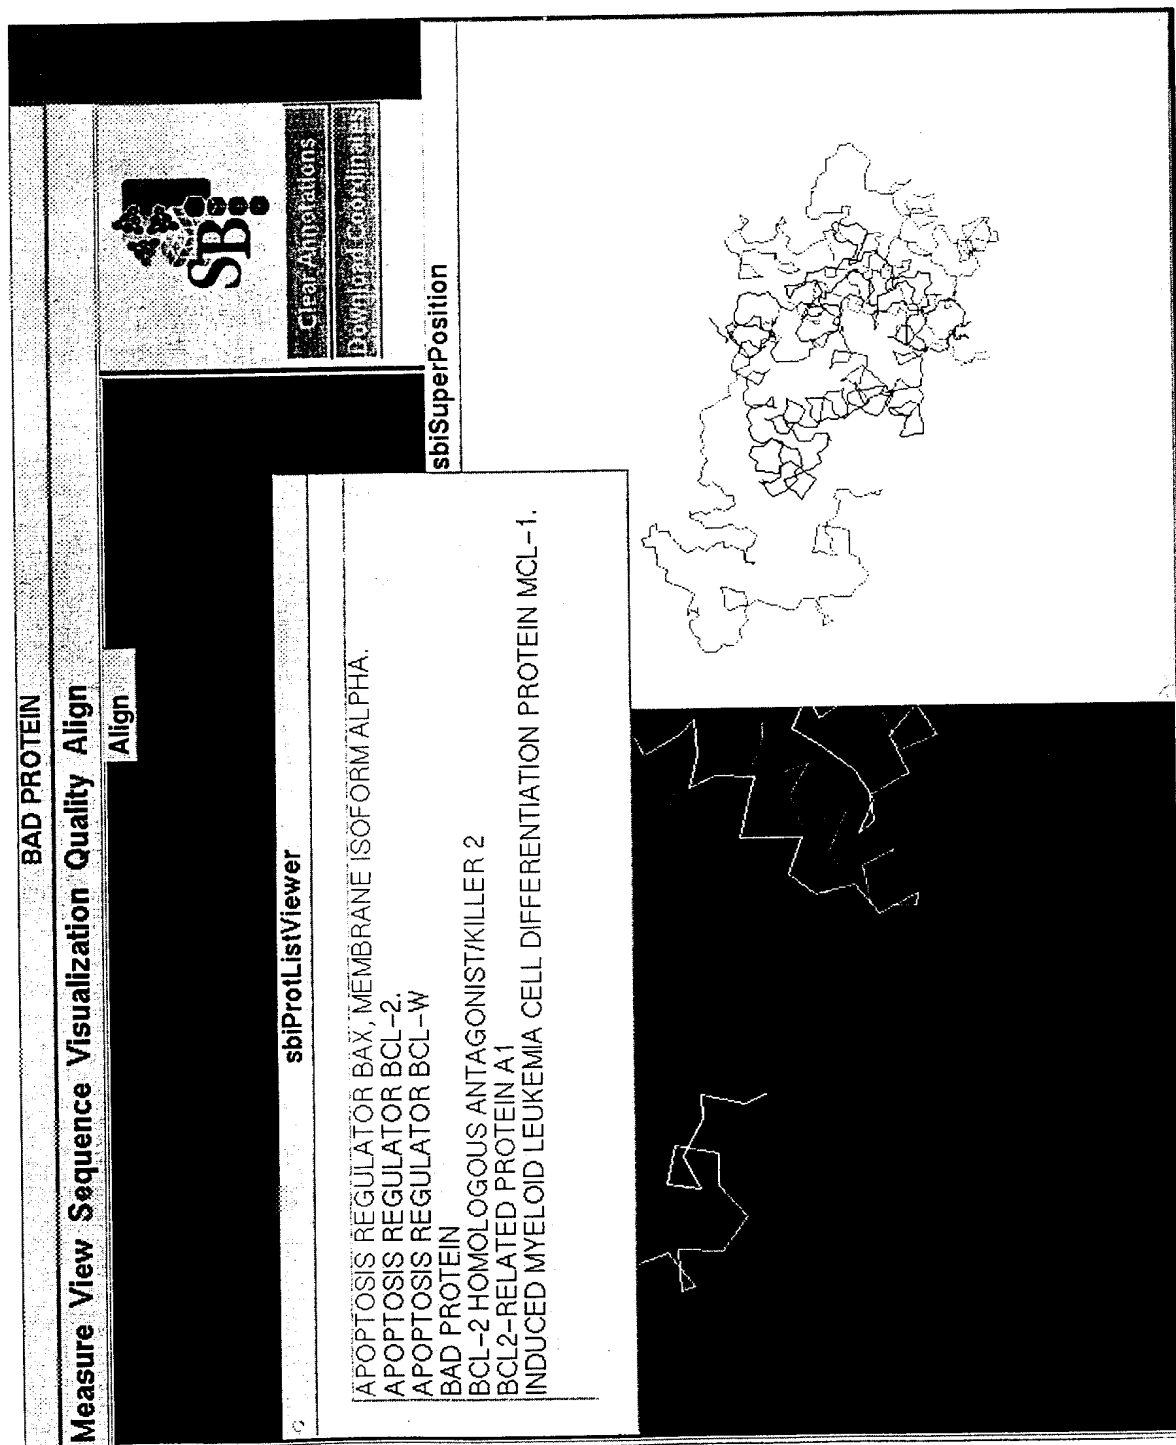 BAD PROTEIN
Measure View Sequence Visualization Quality Align
Align
SB
Clear Annotations
Download Coordinates
sbiProtListViewer
APOPTOSIS REGULATOR BAX, MEMBRANE ISOFORM ALPHA.
APOPTOSIS REGULATOR BCL-2.
APOPTOSIS REGULATOR BCL-W
BAD PROTEIN
BCL-2 HOMOLOGOUS ANTAGONIST/KILLER 2
BCL2-RELATED PROTEIN A1
INDUCED MYELOID LEUKEMIA CELL DIFFERENTIATION PROTEIN MCL-1.
sbiSuperPosition